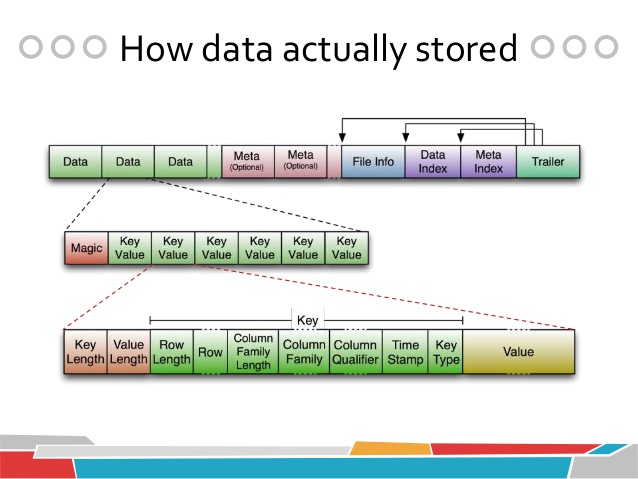 How data actually stored
Data
Data
Data
Meta
(Optional)
Meta
(Optional)
File Info
Data
Index
Meta
Index
Trailer
Magic
Key
Value
Key
Value
Key
Value
Key
Value
Key
Value
Key
Value
Key
Key
Length
Value
Length
Row
Length
Row
Column
Family
Length
Column
Family
Column
Qualifier
Time
Stamp
Key
Type
Value